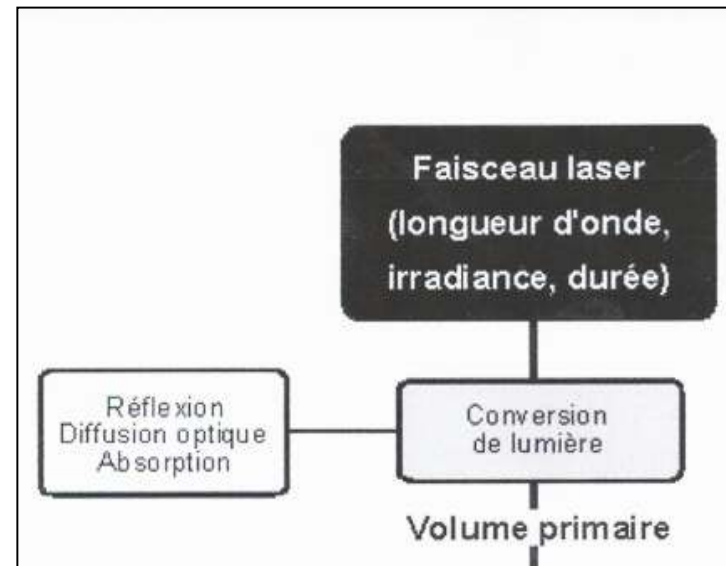 Faisceau laser
(longueur d'onde,
irradiance, durée)
Réflexion
Diffusion optique
Absorption
Conversion
de lumière
Volume primaire